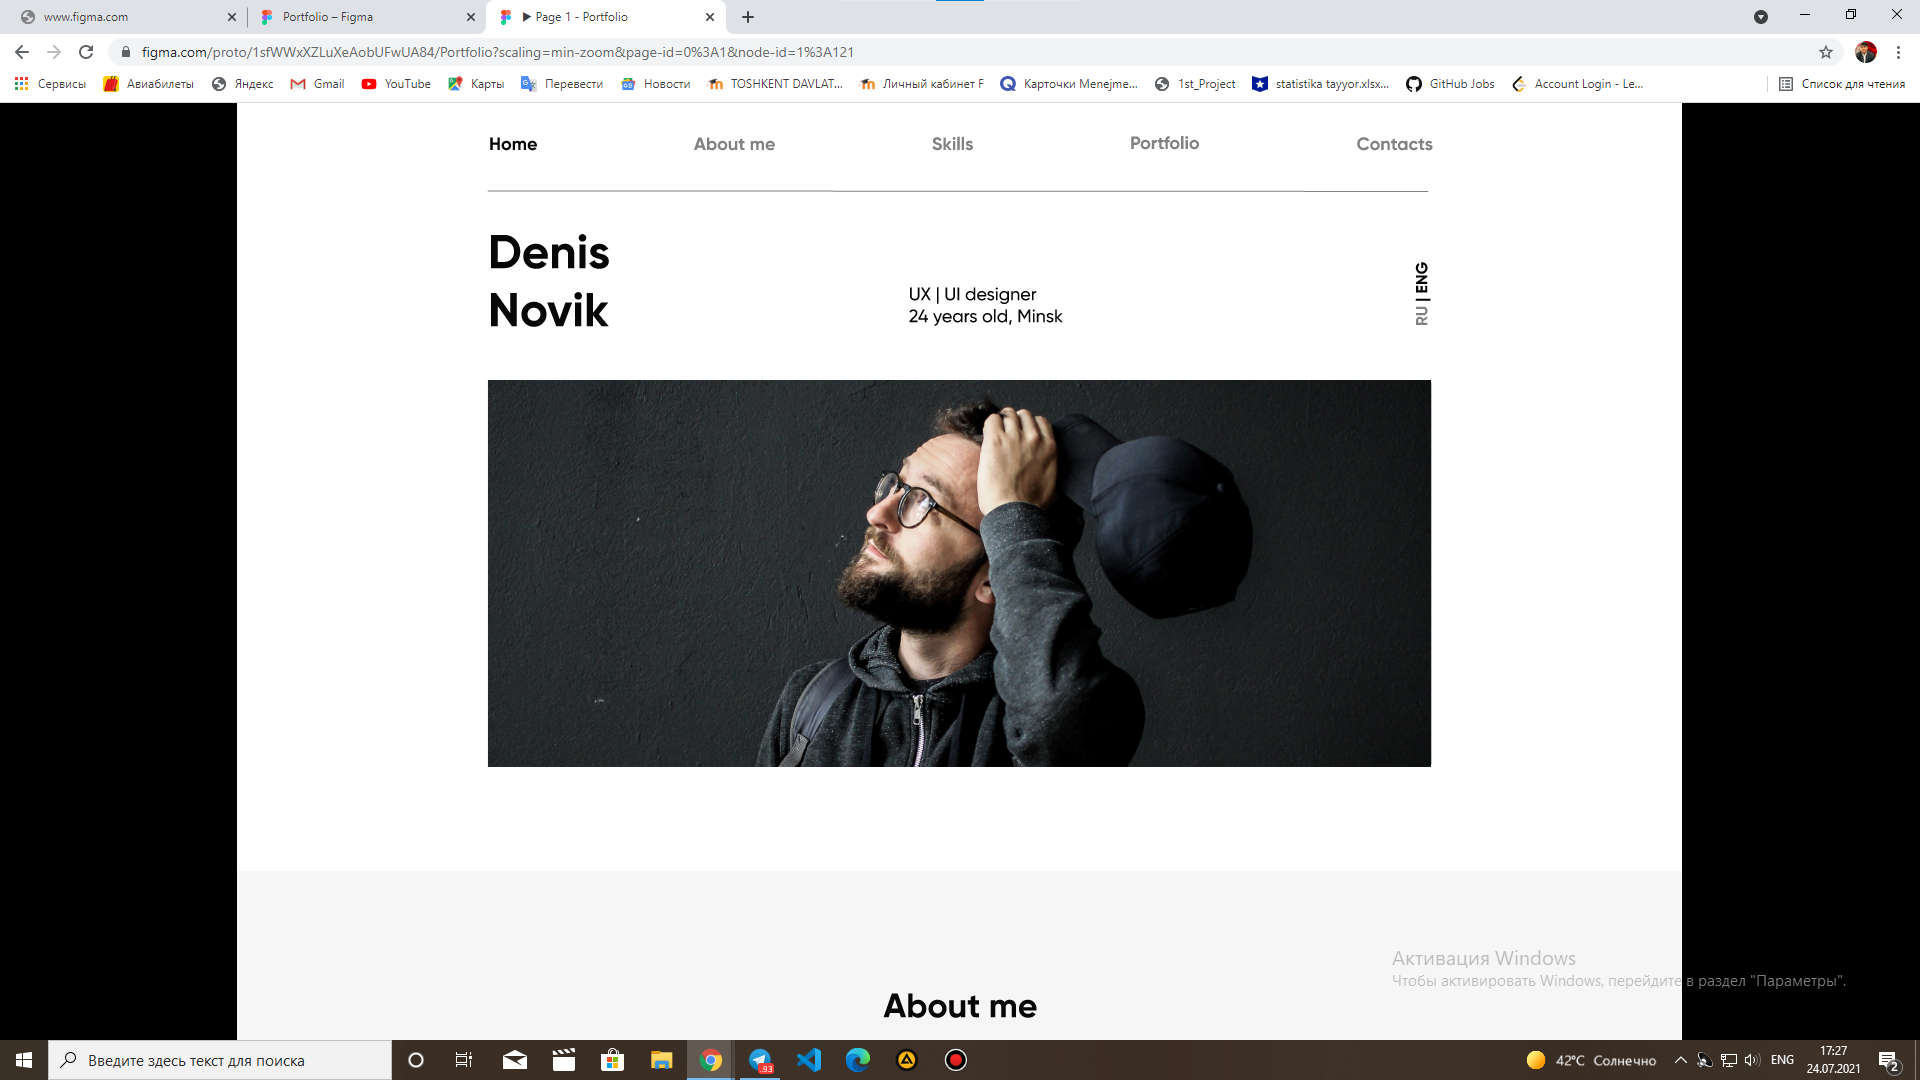 www.figma.com
Portfolio – Figma
Page 1 - Portfolio
figma.com/proto/1sfWWxXZLuXeAobUFwUA84/Portfolio?scaling=min-zoom&page-id=0%3A1&node-id=1%3A121
Сервисы
Авиабилеты
Яндекс
Gmail
YouTube
Карты
Перевести
Новости
TOSHKENT DAVLAT...
Личный кабинет F
Карточки Menejme...
1st_Project
statistika tayyor.xlsx...
GitHub Jobs
Account Login - Le...
Список для чтения
Home
About me
Skills
Portfolio
Contacts
Denis
Novik
UX | UI designer
24 years old, Minsk
RU | ENG
About me
Активация Windows
Чтобы активировать Windows, перейдите в раздел "Параметры".
Введите здесь текст для поиска
..93
42°C Солнечно
ENG
17:27
24.07.2021
2